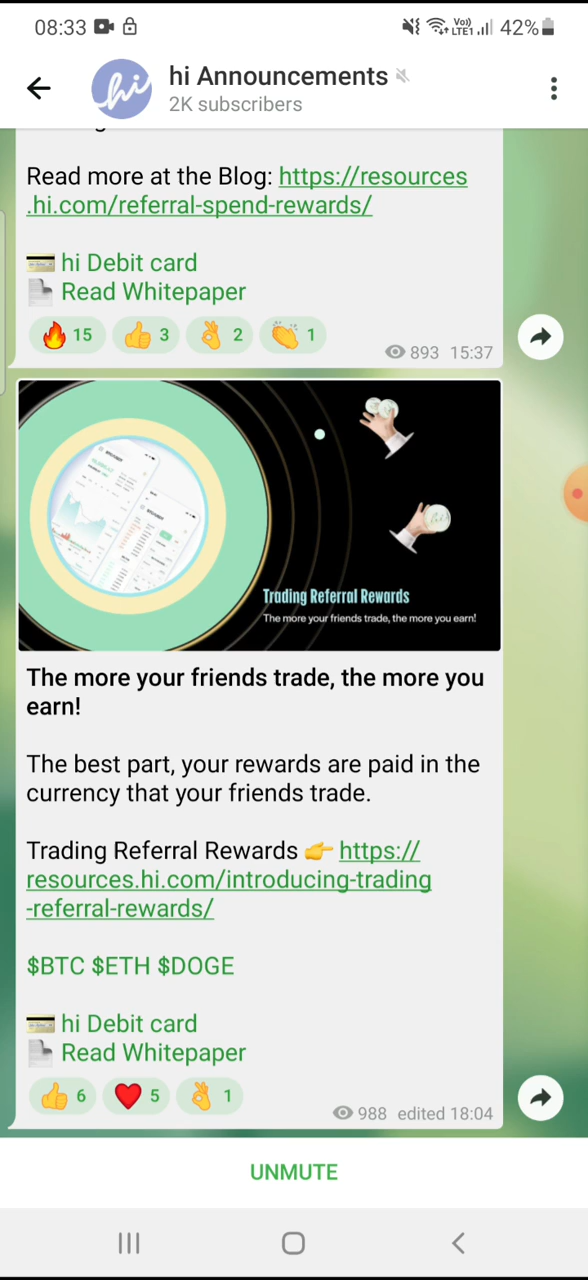 08:33 Vo)) LTE1 42%
hi
hi Announcements
2K subscribers
Read more at the Blog: https://resources
.hi.com/referral-spend-rewards/
💳 hi Debit card
📄 Read Whitepaper
🔥 15 👍 3 👌 2 👏 1
893 15:37
Trading Referral Rewards
The more your friends trade, the more you earn!
The more your friends trade, the more you
earn!
The best part, your rewards are paid in the
currency that your friends trade.
Trading Referral Rewards 👉 https://
resources.hi.com/introducing-trading
-referral-rewards/
$BTC $ETH $DOGE
💳 hi Debit card
📄 Read Whitepaper
👍 6 ❤️ 5 👌 1
988 edited 18:04
UNMUTE